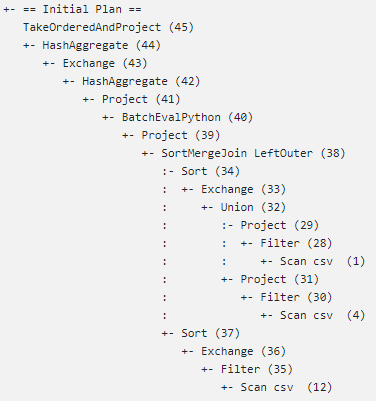 +- == Initial Plan ==
   TakeOrderedAndProject (45)
   +- HashAggregate (44)
      +- Exchange (43)
         +- HashAggregate (42)
            +- Project (41)
               +- BatchEvalPython (40)
                  +- Project (39)
                     +- SortMergeJoin LeftOuter (38)
                        :- Sort (34)
                        :  +- Exchange (33)
                        :     +- Union (32)
                        :        :- Project (29)
                        :        :  +- Filter (28)
                        :        :     +- Scan csv  (1)
                        :        +- Project (31)
                        :           +- Filter (30)
                        :              +- Scan csv  (4)
                        +- Sort (37)
                           +- Exchange (36)
                              +- Filter (35)
                                 +- Scan csv  (12)